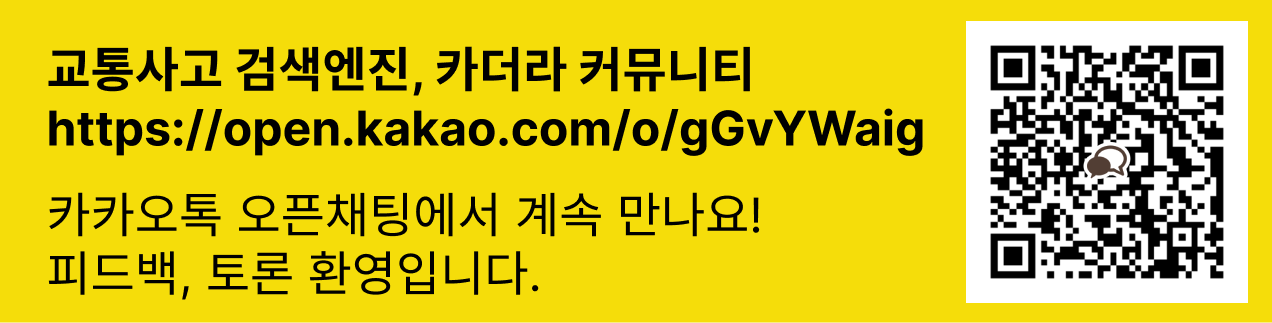 교통사고 검색엔진, 카더라 커뮤니티
https://open.kakao.com/o/gGvYWaig
카카오톡 오픈채팅에서 계속 만나요!
피드백, 토론 환영입니다.